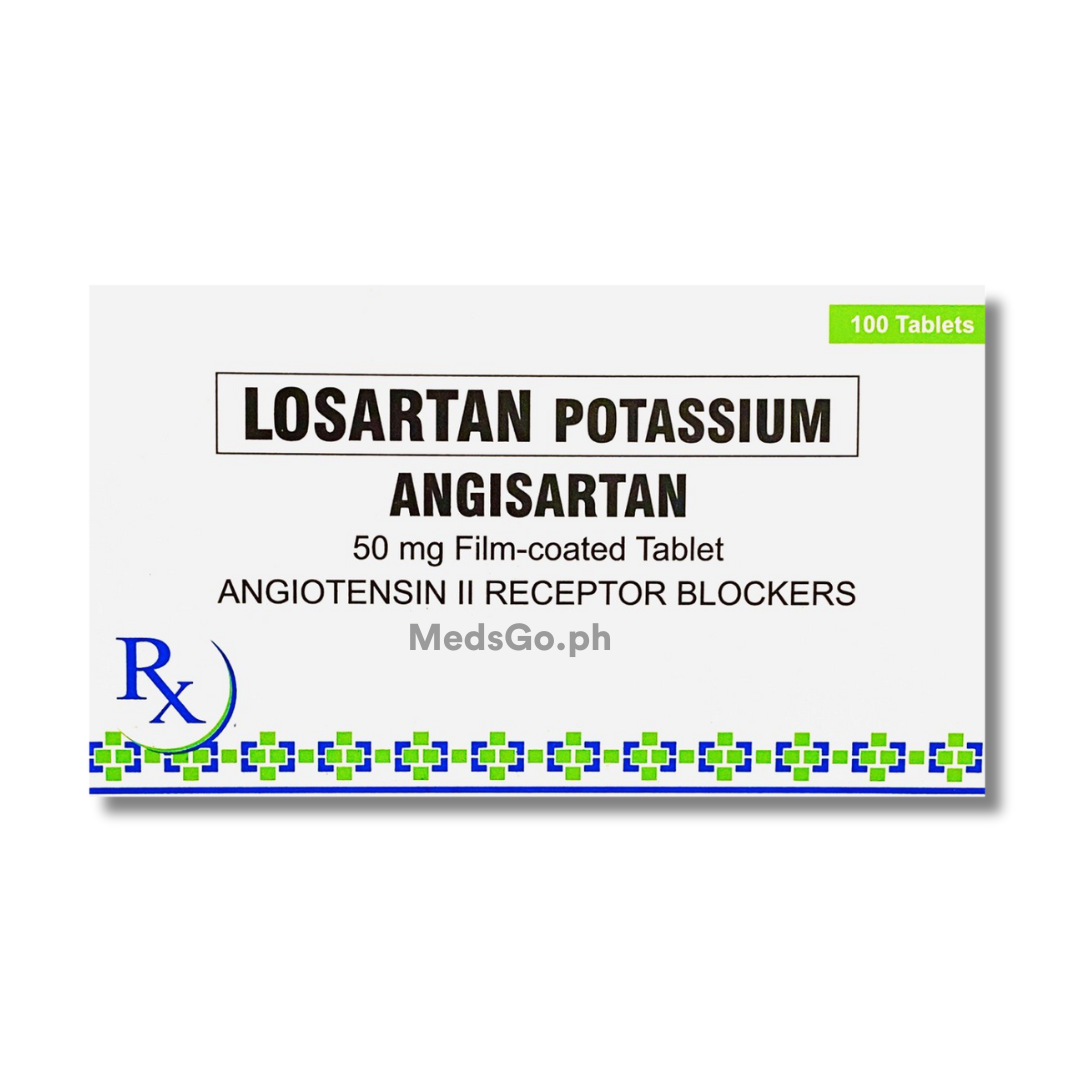 100 Tablets
LOSARTAN POTASSIUM
ANGISARTAN
50 mg Film-coated Tablet
ANGIOTENSIN II RECEPTOR BLOCKERS
MedsGo.ph
Rx